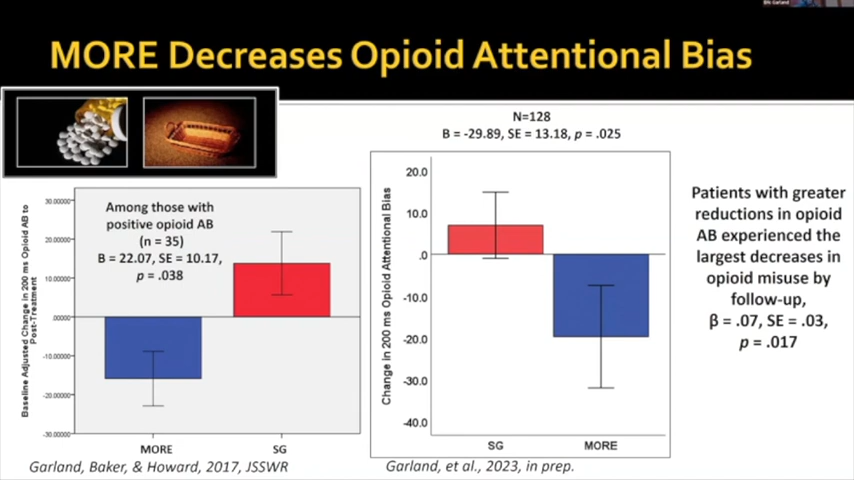 Eric Garland
MORE Decreases Opioid Attentional Bias
N=128
B = -29.89, SE = 13.18, p = .025
Among those with
positive opioid AB
(n = 35)
B = 22.07, SE = 10.17,
p = .038
Baseline Adjusted Change in 200 ms Opioid AB to
Post-Treatment
30.00000
20.00000
10.00000
.00000
-10.00000
-20.00000
-30.00000
MORE
SG
Garland, Baker, & Howard, 2017, JSSWR
Change in 200 ms Opioid Attentional Bias
20.0
10.0
.0
-10.0
-20.0
-30.0
-40.0
SG
MORE
Garland, et al., 2023, in prep.
Patients with greater
reductions in opioid
AB experienced the
largest decreases in
opioid misuse by
follow-up,
β = .07, SE = .03,
p = .017